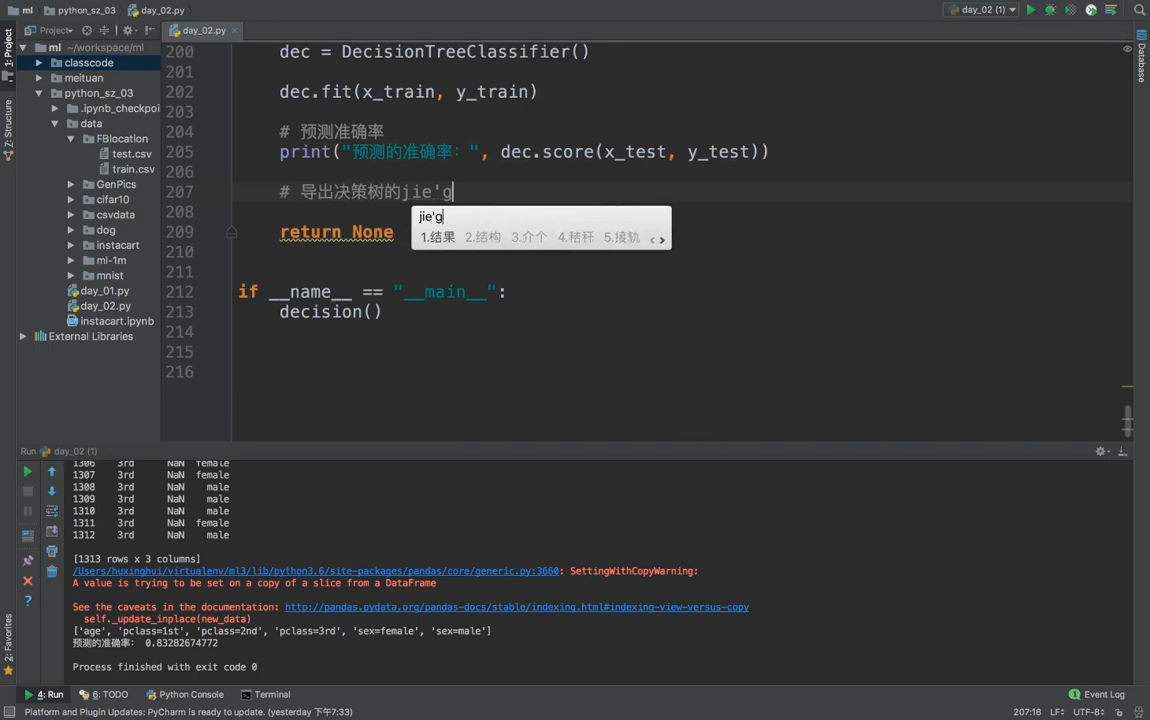 ml
python_sz_03
day_02.py
day_02 (1)
Project
day_02.py
1: Project
Z: Structure
2: Favorites
Database
ml ~/workspace/ml
classcode
meituan
python_sz_03
.ipynb_checkpoi
data
FBlocation
test.csv
train.csv
GenPics
cifar10
csvdata
dog
instacart
ml-1m
mnist
day_01.py
day_02.py
instacart.ipynb
External Libraries
200 dec = DecisionTreeClassifier()
201
202 dec.fit(x_train, y_train)
203
204 # 预测准确率
205 print("预测的准确率：", dec.score(x_test, y_test))
206
207 # 导出决策树的jie'g
jie'g
1.结果 2.结构 3.介个 4.秸秆 5.接轨
208
209 return None
210
211
212 if __name__ == "__main__":
213 decision()
214
215
216
Run day_02 (1)
1306 3rd NaN female
1307 3rd NaN female
1308 3rd NaN male
1309 3rd NaN male
1310 3rd NaN male
1311 3rd NaN female
1312 3rd NaN male
[1313 rows x 3 columns]
/Users/huxinghui/virtualenv/ml3/lib/python3.6/site-packages/pandas/core/generic.py:3660: SettingWithCopyWarning:
A value is trying to be set on a copy of a slice from a DataFrame
See the caveats in the documentation: http://pandas.pydata.org/pandas-docs/stable/indexing.html#indexing-view-versus-copy
self._update_inplace(new_data)
['age', 'pclass=1st', 'pclass=2nd', 'pclass=3rd', 'sex=female', 'sex=male']
预测的准确率： 0.83282674772
Process finished with exit code 0
4: Run 6: TODO Python Console Terminal
1 Event Log
Platform and Plugin Updates: PyCharm is ready to update. (yesterday 下午7:33)
207:18 LF UTF-8